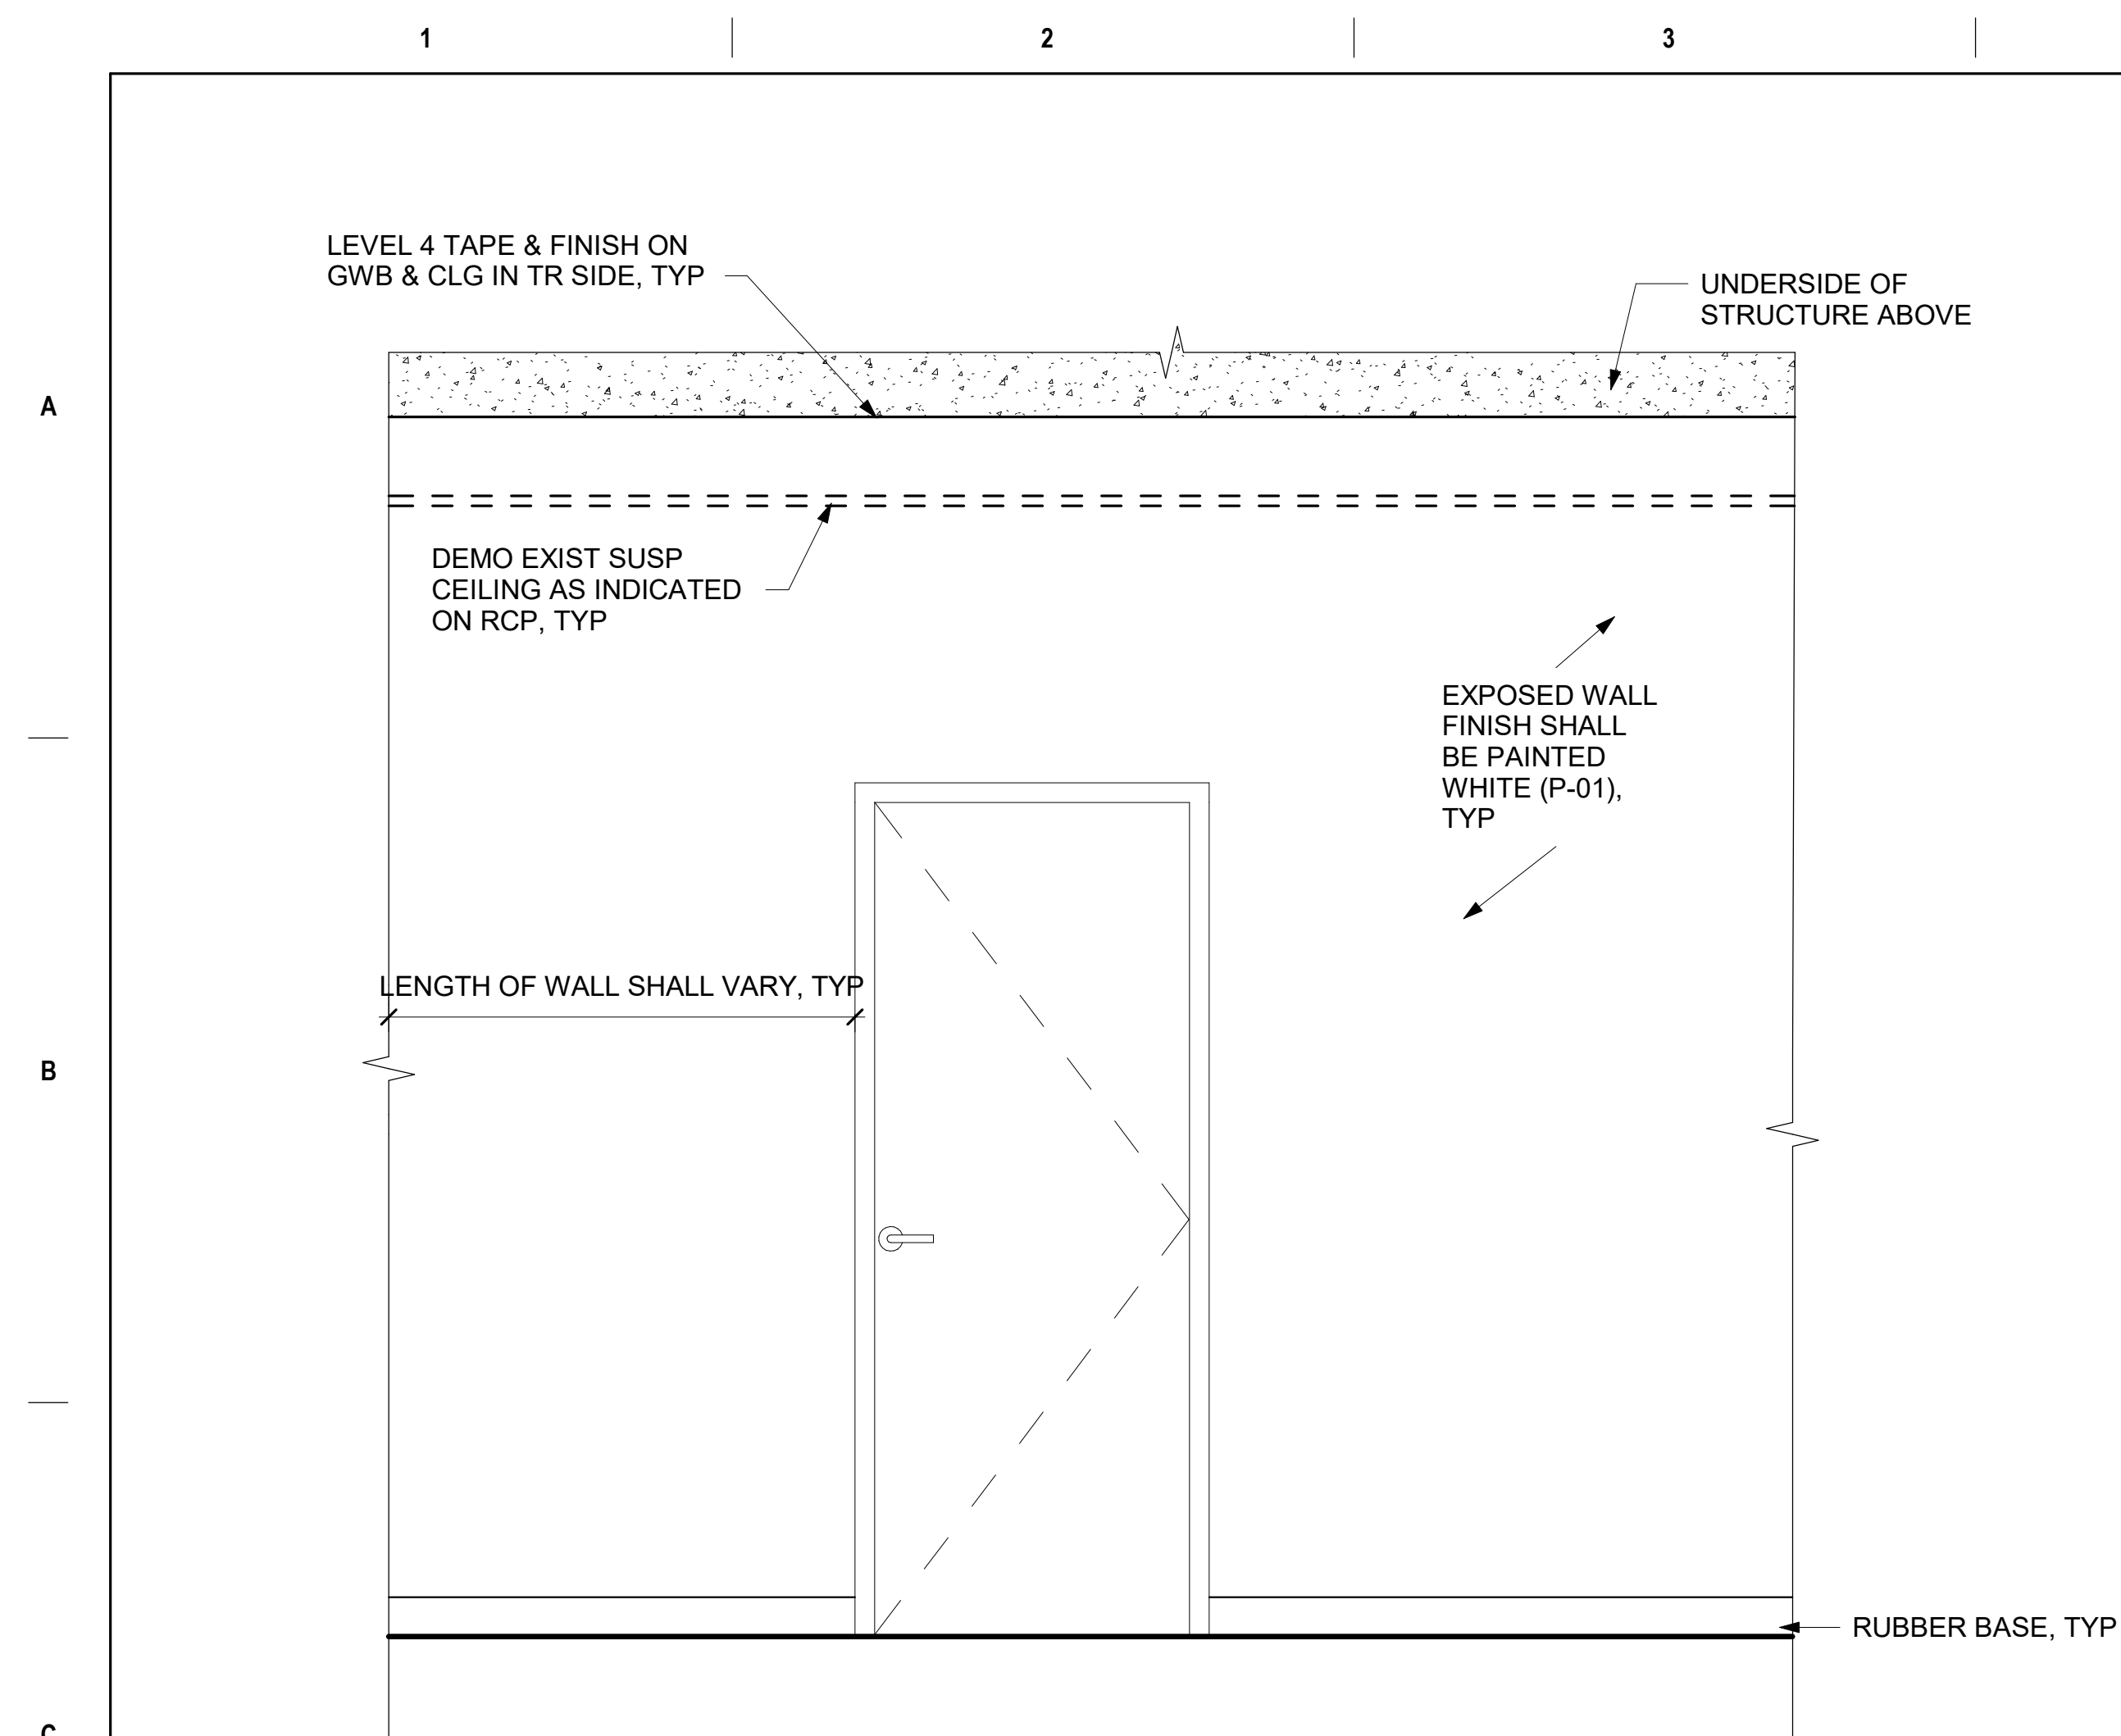 1
2
3
LEVEL 4 TAPE & FINISH ON
GWB & CLG IN TR SIDE, TYP
UNDERSIDE OF
STRUCTURE ABOVE
A
DEMO EXIST SUSP
CEILING AS INDICATED
ON RCP, TYP
EXPOSED WALL
FINISH SHALL
BE PAINTED
WHITE (P-01),
TYP
LENGTH OF WALL SHALL VARY, TYP
B
RUBBER BASE, TYP
C